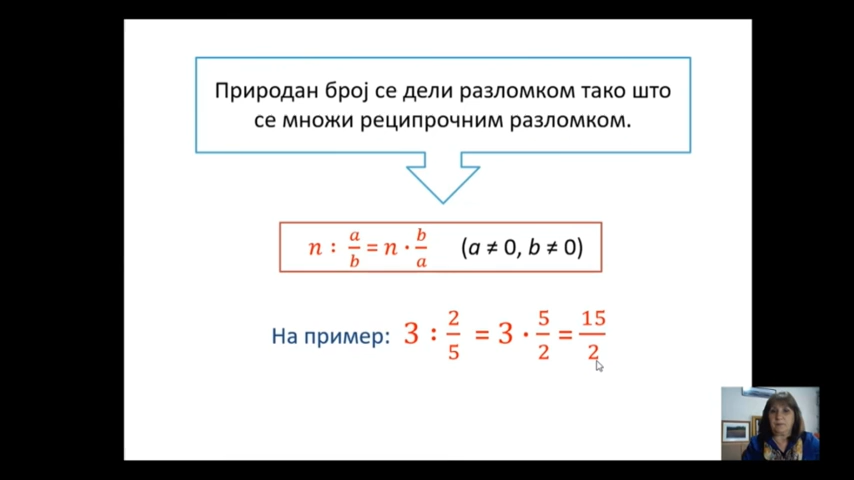 Природан број се дели разломком тако што
се множи реципрочним разломком.
n : a/b = n · b/a (a ≠ 0, b ≠ 0)
На пример: 3 : 2/5 = 3 · 5/2 = 15/2